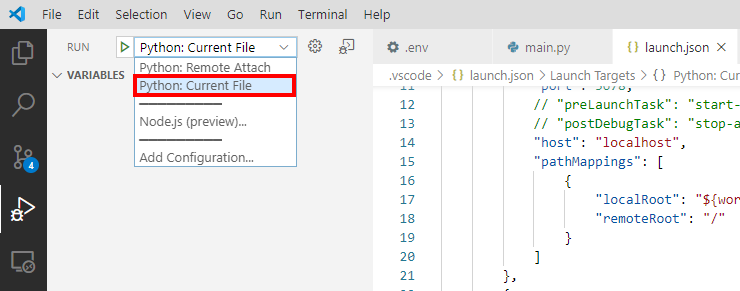 File Edit Selection View Go Run Terminal Help
RUN Python: Current File
.env main.py launch.json
Python: Remote Attach
VARIABLES
Python: Current File
Node.js (preview)...
Add Configuration...
4
.vscode > launch.json > Launch Targets > {} Python: Cu
11
12 // "preLaunchTask": "start-
13 // "postDebugTask": "stop-a
14 "host": "localhost",
15 "pathMappings": [
16 {
17 "localRoot": "${wor
18 "remoteRoot": "/"
19 }
20 ]
21 },